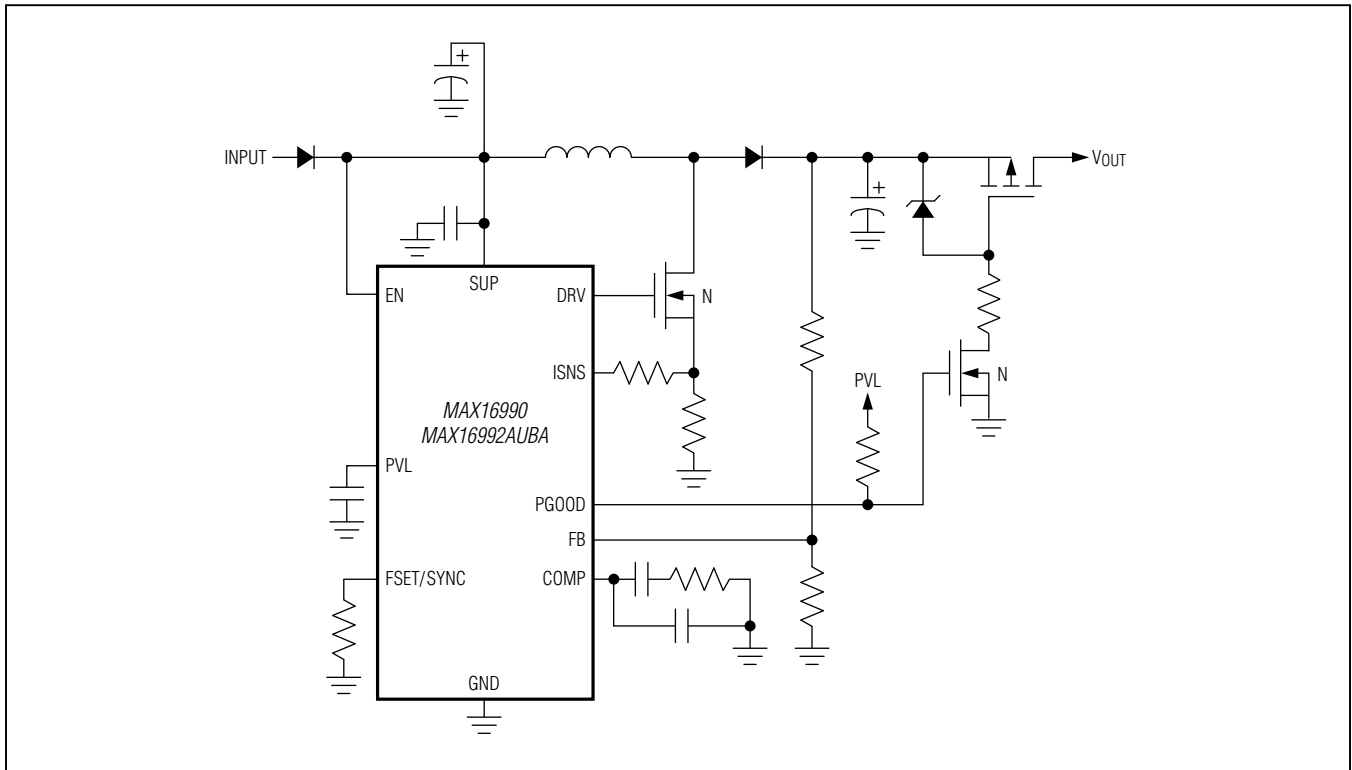 INPUT
VOUT
SUP
EN
DRV
N
ISNS
PVL
N
MAX16990
MAX16992AUBA
PVL
PGOOD
FB
FSET/SYNC
COMP
GND
+
+